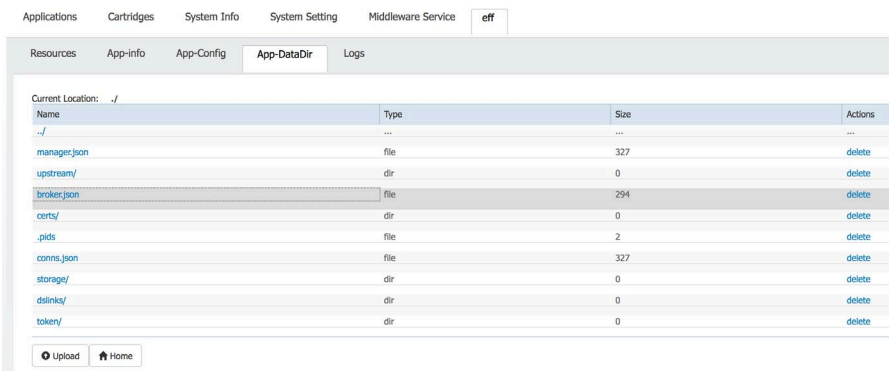 Applications Cartridges System Info System Setting Middleware Service eff
Resources App-info App-Config App-DataDir Logs
Current Location: ./
Name Type Size Actions
../ ... ... ...
manager.json file 327 delete
upstream/ dir 0 delete
broker.json file 294 delete
certs/ dir 0 delete
.pids file 2 delete
conns.json file 327 delete
storage/ dir 0 delete
dslinks/ dir 0 delete
token/ dir 0 delete
Upload Home